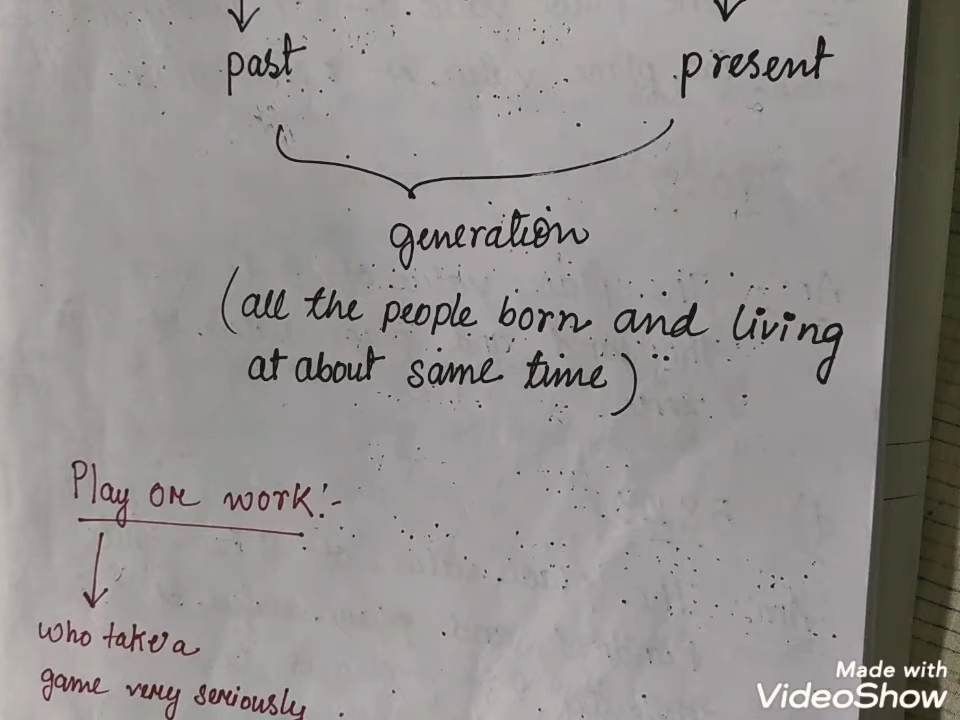 past present
generation
(all the people born and living
at about same time)
Play or work:-
who take a
game very seriously
Made with
VideoShow